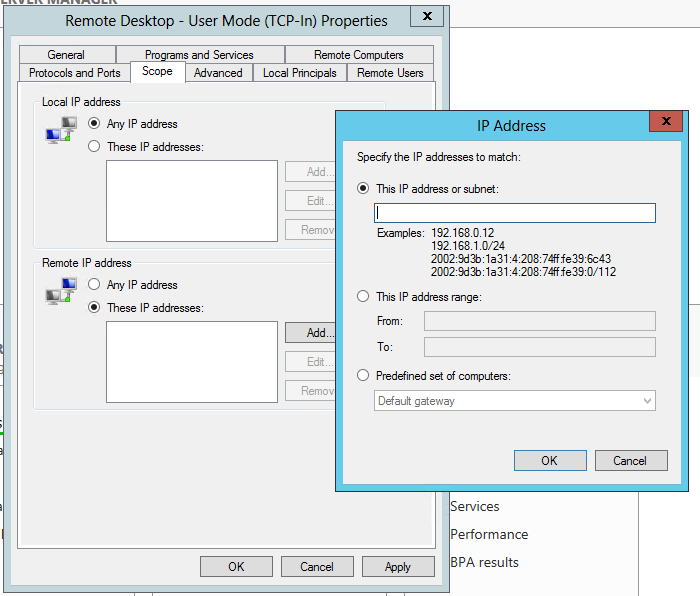 SERVER MANAGER
Remote Desktop - User Mode (TCP-In) Properties
x
General
Programs and Services
Remote Computers
Protocols and Ports
Scope
Advanced
Local Principals
Remote Users
Local IP address
Any IP address
These IP addresses:
Add...
Edit...
Remov
Remote IP address
Any IP address
These IP addresses:
Add...
Edit...
Remov
OK
Cancel
Apply
IP Address
x
Specify the IP addresses to match:
This IP address or subnet:
Examples: 192.168.0.12
192.168.1.0/24
2002:9d3b:1a31:4:208:74ff:fe39:6c43
2002:9d3b:1a31:4:208:74ff:fe39:0/112
This IP address range:
From:
To:
Predefined set of computers:
Default gateway
OK
Cancel
Services
Performance
BPA results